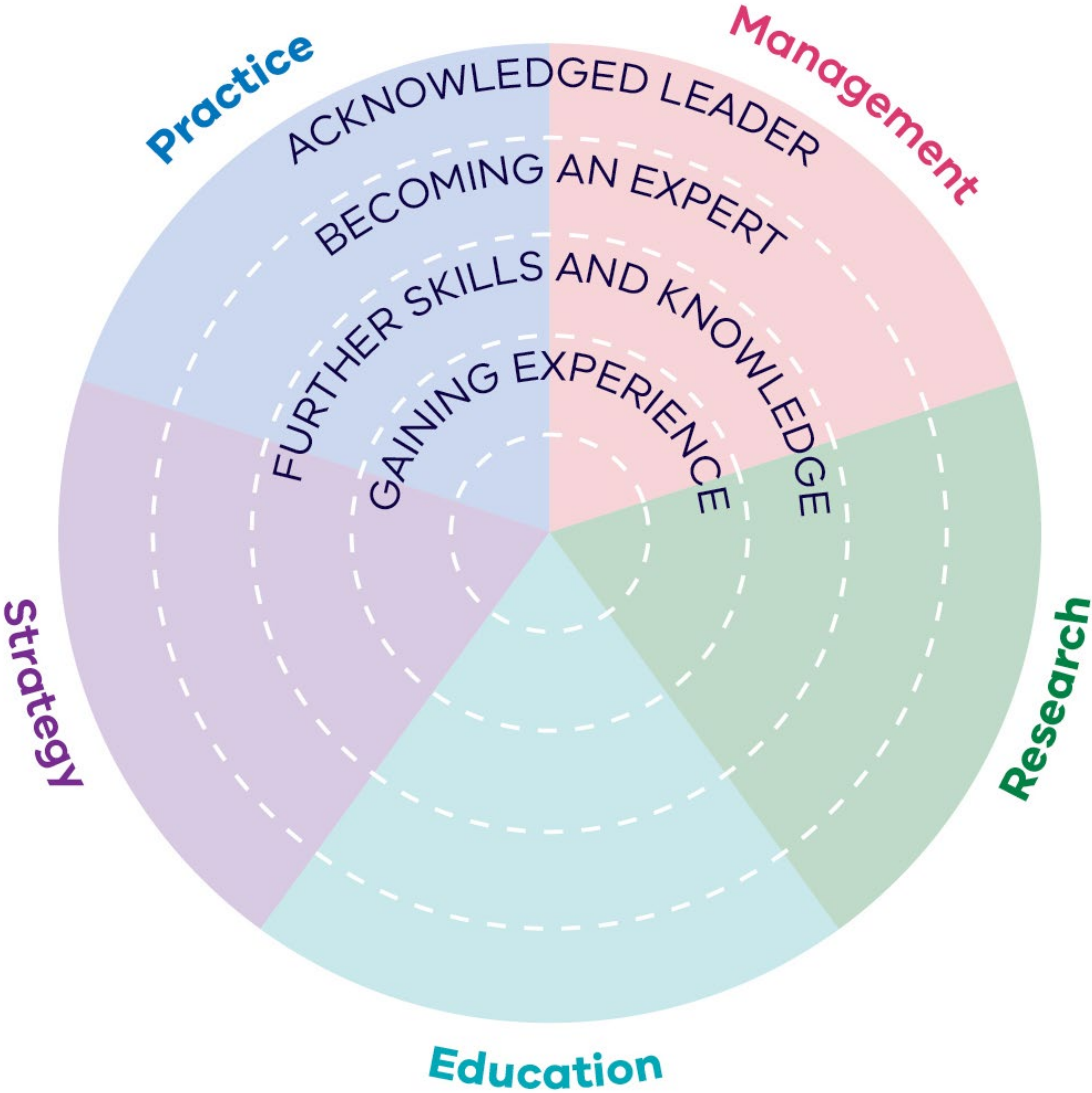 Practice
Management
ACKNOWLEDGED LEADER
BECOMING AN EXPERT
FURTHER SKILLS AND KNOWLEDGE
GAINING EXPERIENCE
Strategy
Research
Education